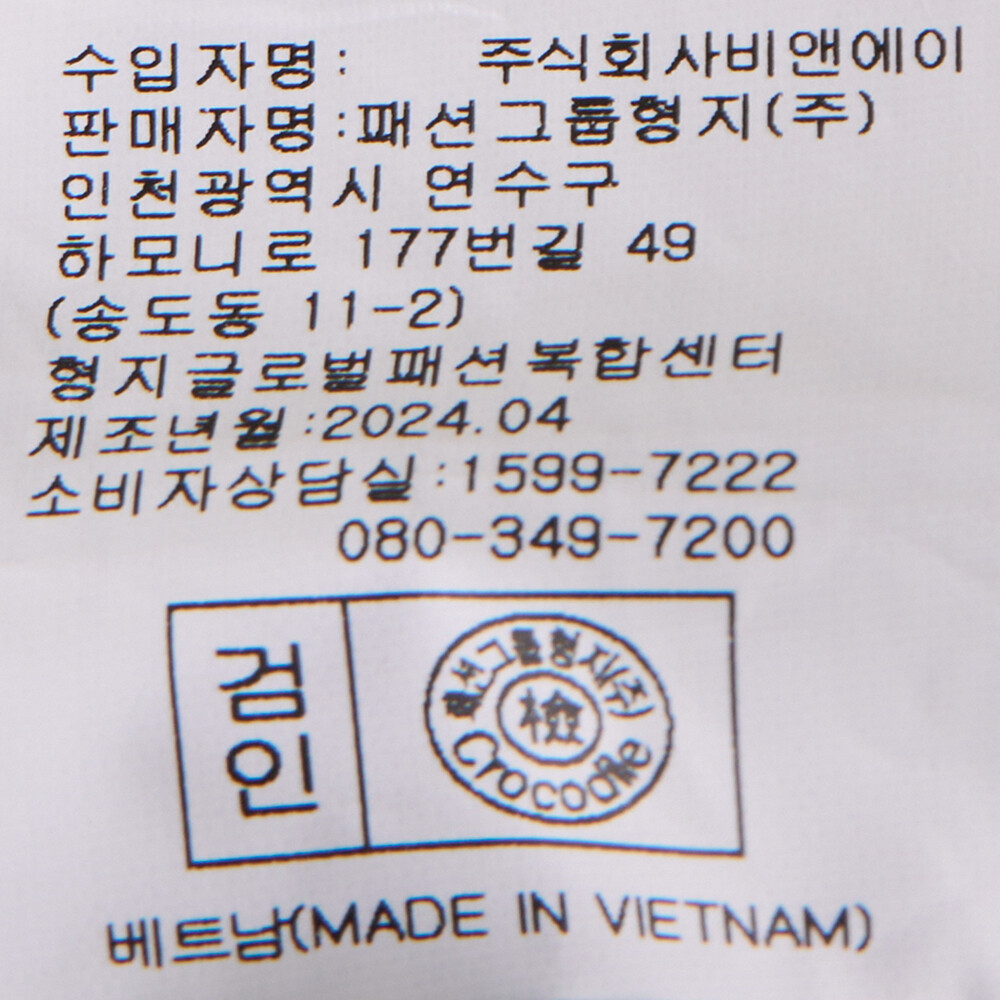 수입자명: 주식회사비앤에이
판매자명:패션그룹형지(주)
인천광역시 연수구
하모니로 177번길 49
(송도동 11-2)
형지글로벌패션복합센터
제조년월:2024.04
소비자상담실:1599-7222
080-349-7200
검인
패션그룹형지(주)
檢
Crocodile
베트남(MADE IN VIETNAM)